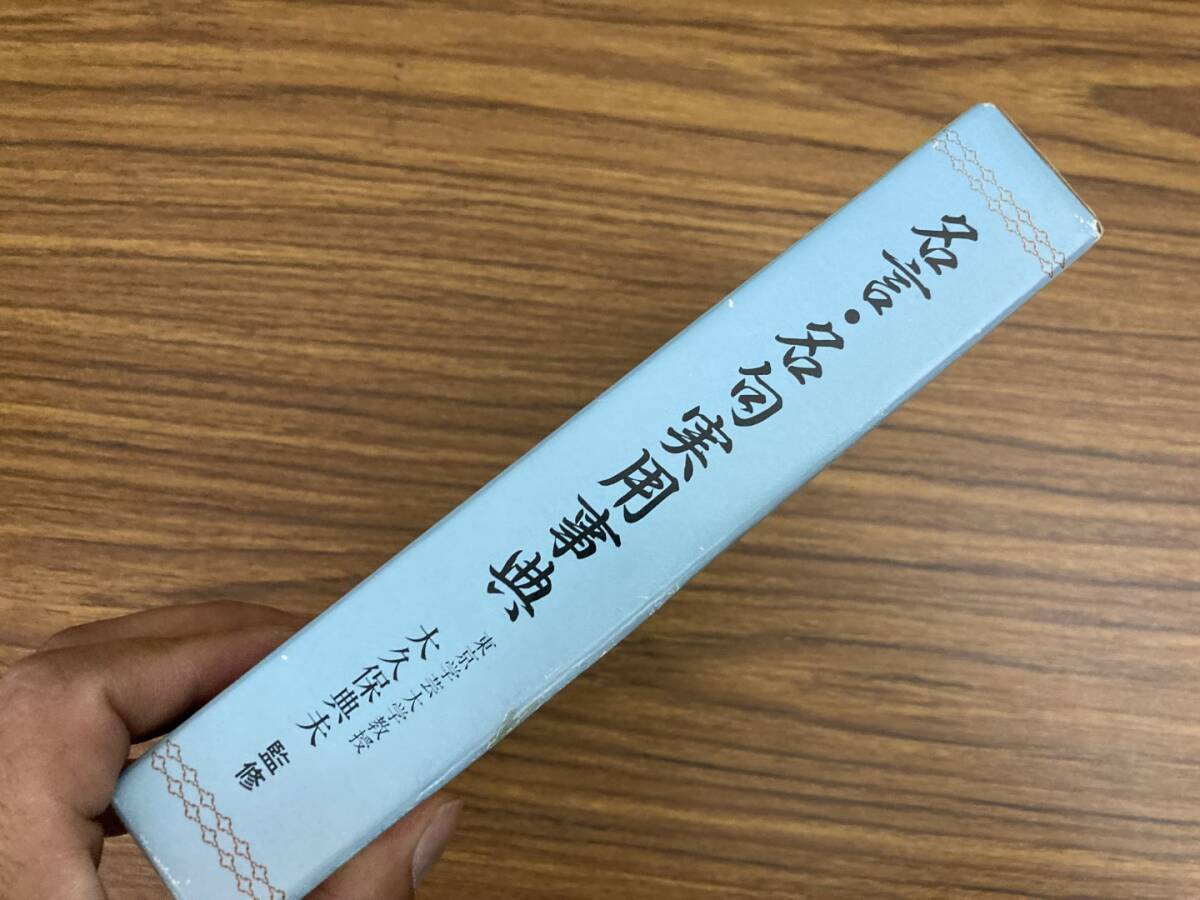 名言・名句実用事典
東京学芸大学教授
大久保典夫 監修